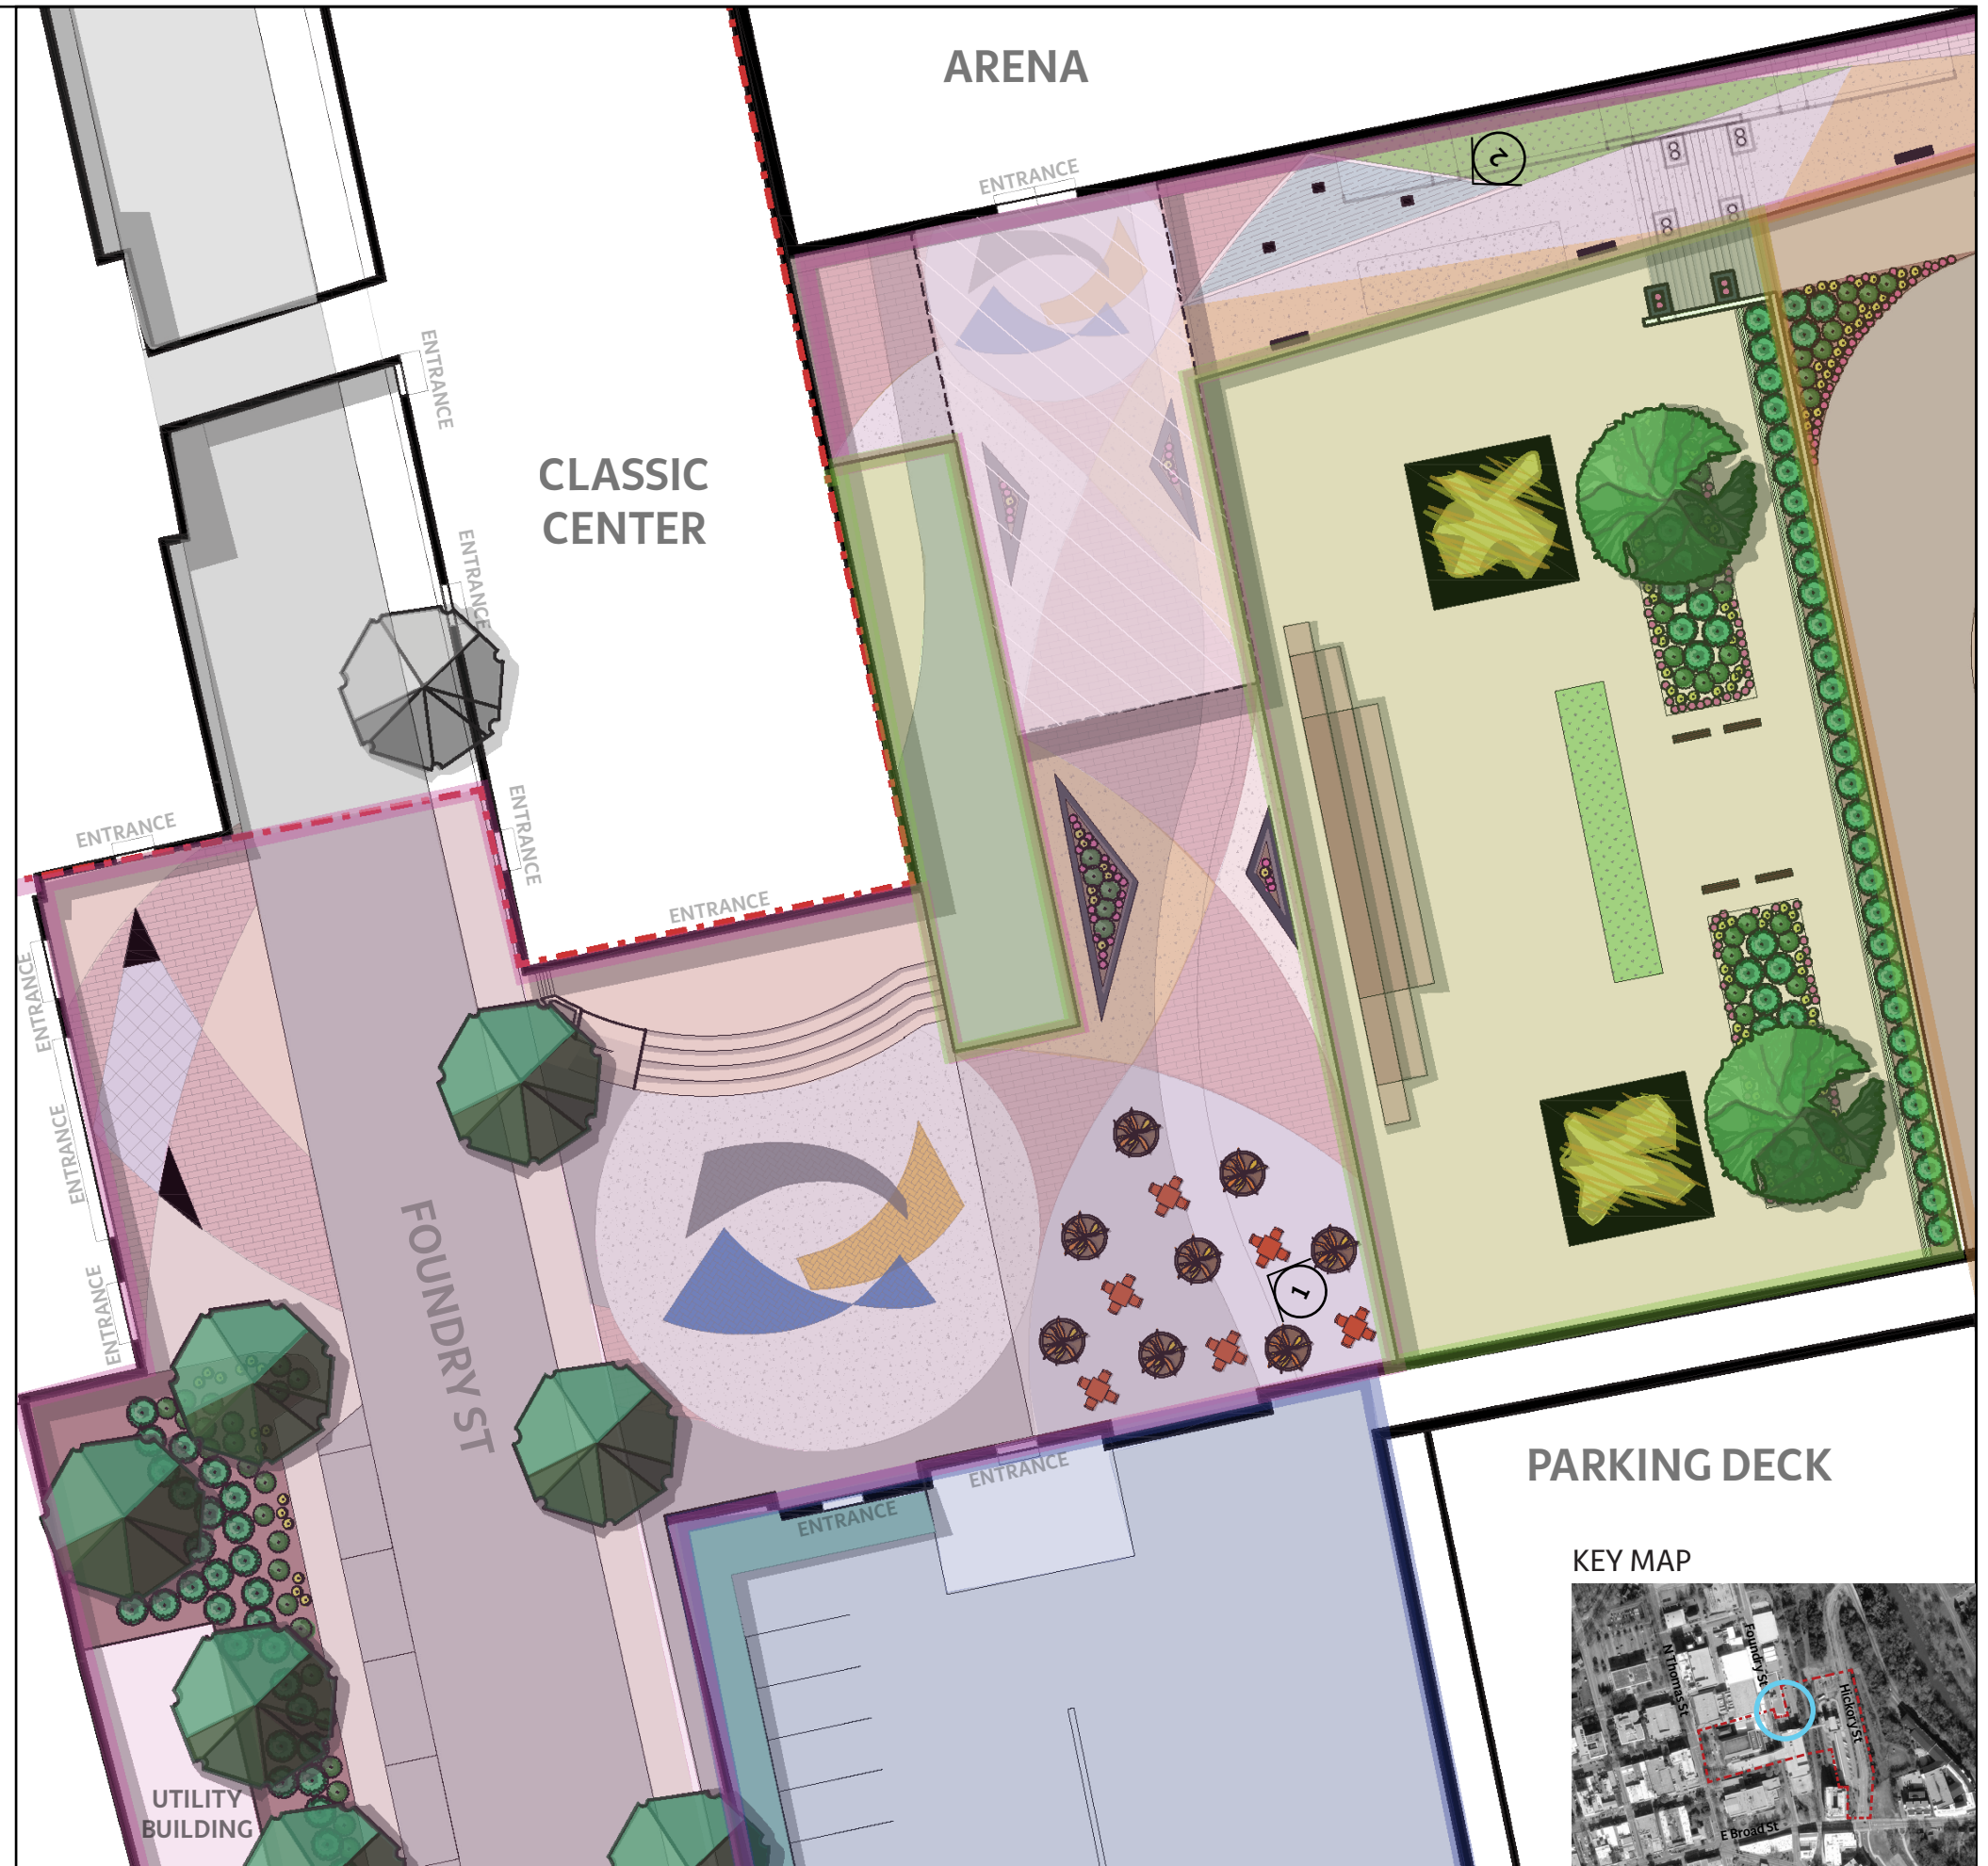 ARENA
ENTRANCE
2
ENTRANCE
CLASSIC
CENTER
ENTRANCE
ENTRANCE
ENTRANCE
ENTRANCE
ENTRANCE
ENTRANCE
ENTRANCE
FOUNDRY ST
1
ENTRANCE
ENTRANCE
ENTRANCE
PARKING DECK
KEY MAP
N Thomas St
Foundry St
Hickory St
E Broad St
UTILITY
BUILDING